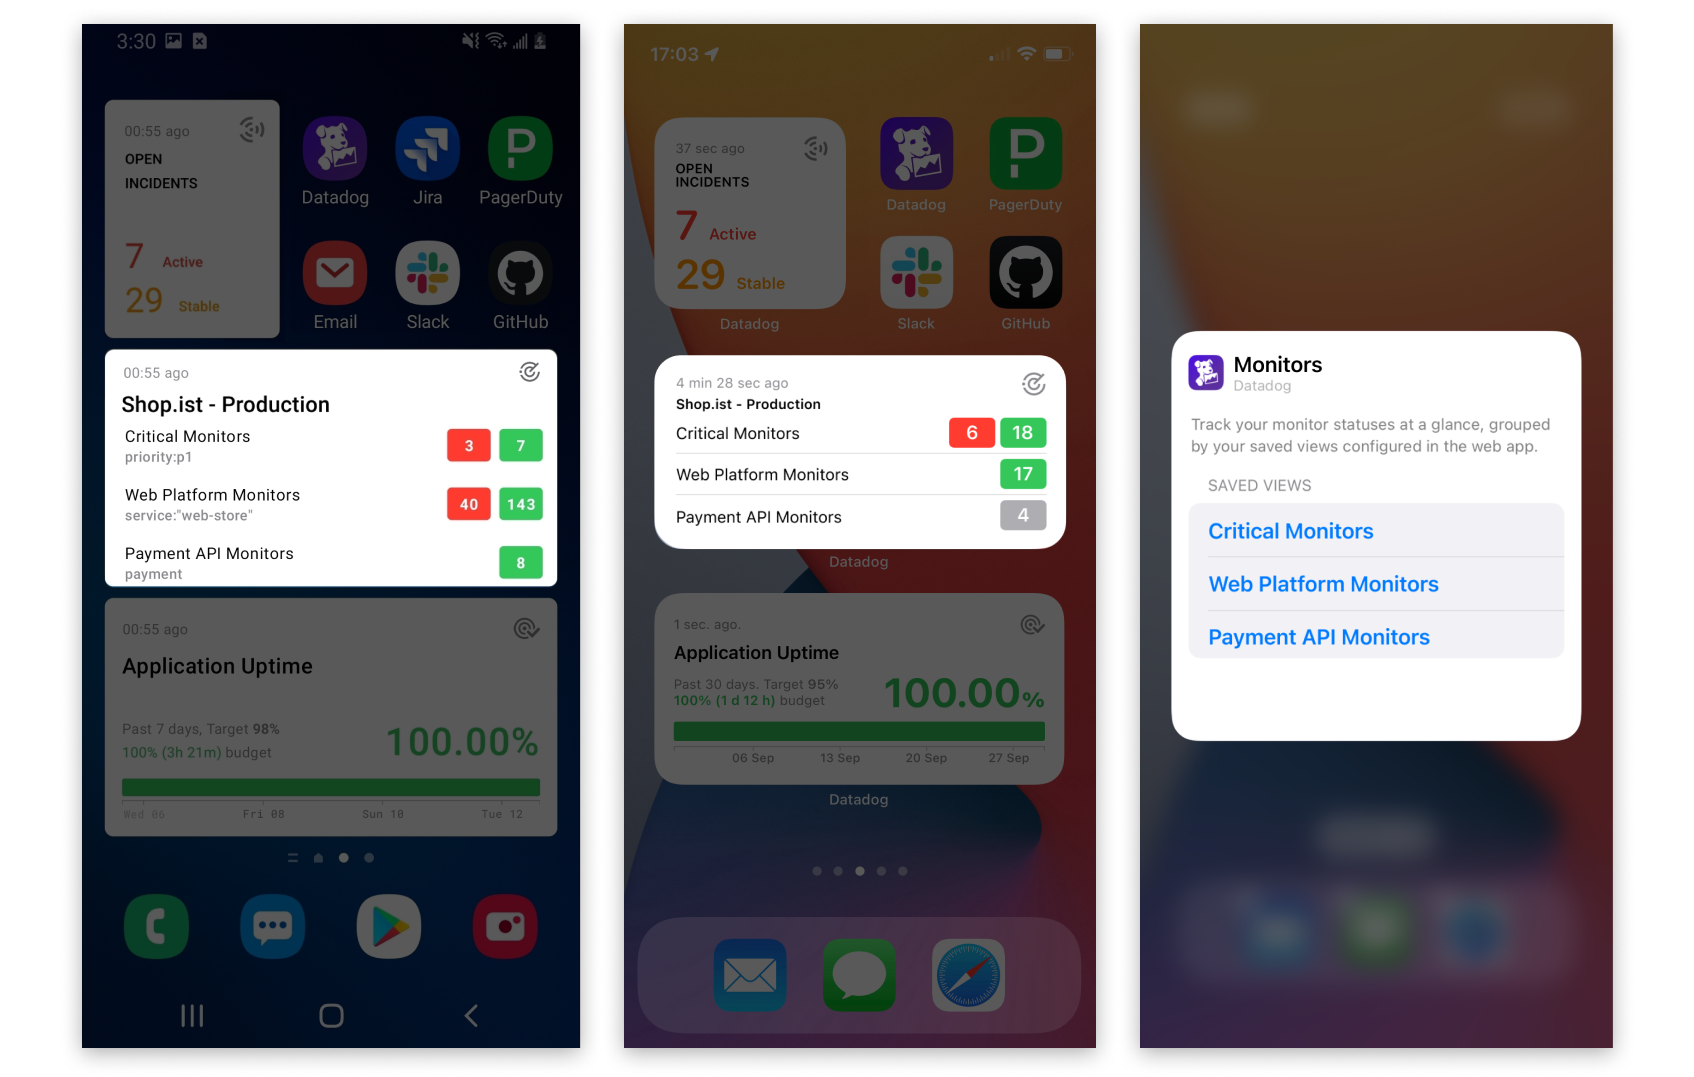 3:30
00:55 ago
OPEN
INCIDENTS
7 Active
29 Stable
Datadog
Jira
PagerDuty
Email
Slack
GitHub
00:55 ago
Shop.ist - Production
Critical Monitors
priority:p1
3 7
Web Platform Monitors
service:"web-store"
40 143
Payment API Monitors
payment
8
00:55 ago
Application Uptime
Past 7 days, Target 98%
100% (3h 21m) budget
100.00%
Wed 06 Fri 08 Sun 10 Tue 12
17:03
37 sec ago
OPEN
INCIDENTS
7 Active
29 Stable
Datadog
Datadog
PagerDuty
Slack
GitHub
4 min 28 sec ago
Shop.ist - Production
Critical Monitors 6 18
Web Platform Monitors 17
Payment API Monitors 4
Datadog
1 sec. ago.
Application Uptime
Past 30 days. Target 95%
100% (1 d 12 h) budget
100.00%
06 Sep 13 Sep 20 Sep 27 Sep
Datadog
Monitors
Datadog
Track your monitor statuses at a glance, grouped
by your saved views configured in the web app.
SAVED VIEWS
Critical Monitors
Web Platform Monitors
Payment API Monitors